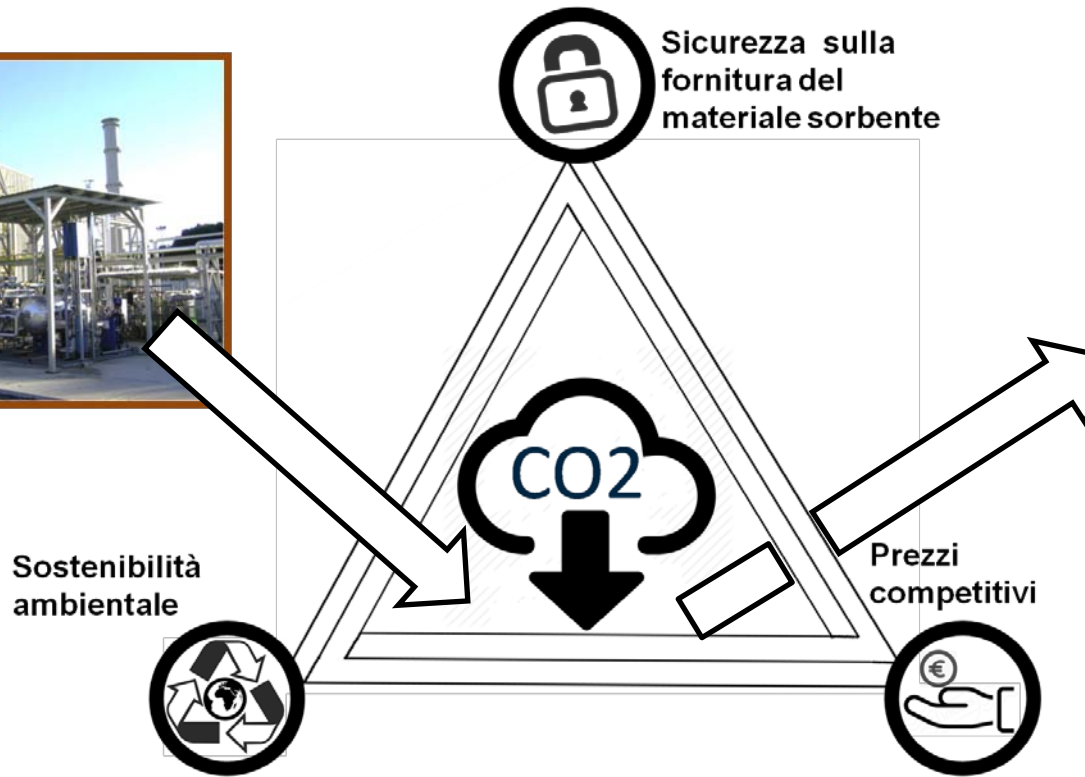 Sicurezza sulla
fornitura del
materiale sorbente
CO2
Sostenibilità
ambientale
Prezzi
competitivi
€